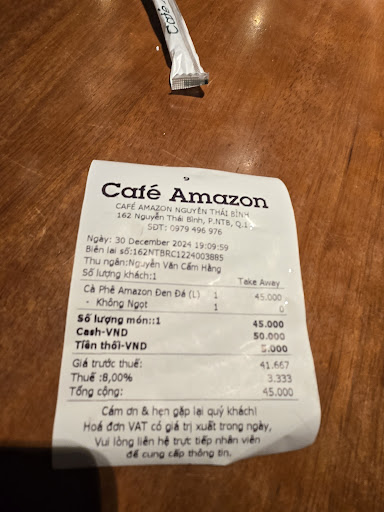 Café
9
Café Amazon
CAFÉ AMAZON NGUYỄN THÁI BÌNH
162 Nguyễn Thái Bình, P.NTB, Q.1
SDT: 0979 496 976
Ngày: 30 December 2024 19:09:59
Biên lai số:162NTBRC1224003885
Thu ngân:Nguyễn Văn Cẩm Hằng
Số lượng khách:1 Take Away
Cà Phê Amazon Đen Đá (L) 1 45.000
- Không Ngọt 1 0
Số lượng món::1 45.000
Cash-VND 50.000
Tiền thối-VND 5.000
Giá trước thuế: 41.667
Thuế :8,00% 3.333
Tổng cộng: 45.000
Cám ơn & hẹn gặp lại quý khách!
Hoá đơn VAT có giá trị xuất trong ngày,
Vui lòng liên hệ trực tiếp nhân viên
để cung cấp thông tin.